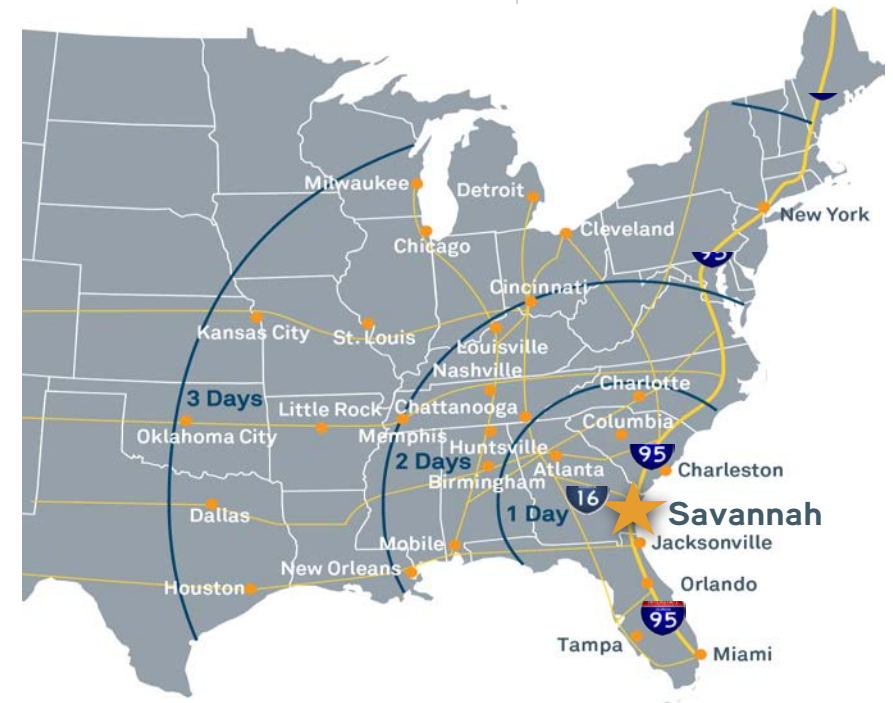 Milwaukee
Detroit
New York
Cleveland
Chicago
95
Cincinnati
Kansas City
St. Louis
Louisville
Nashville
Charlotte
3 Days
Little Rock
Chattanooga
Columbia
Oklahoma City
Memphis
Huntsville
95
2 Days
Atlanta
Charleston
Birmingham
16
Dallas
1 Day
Savannah
Mobile
Jacksonville
New Orleans
Houston
Orlando
95
Tampa
Miami